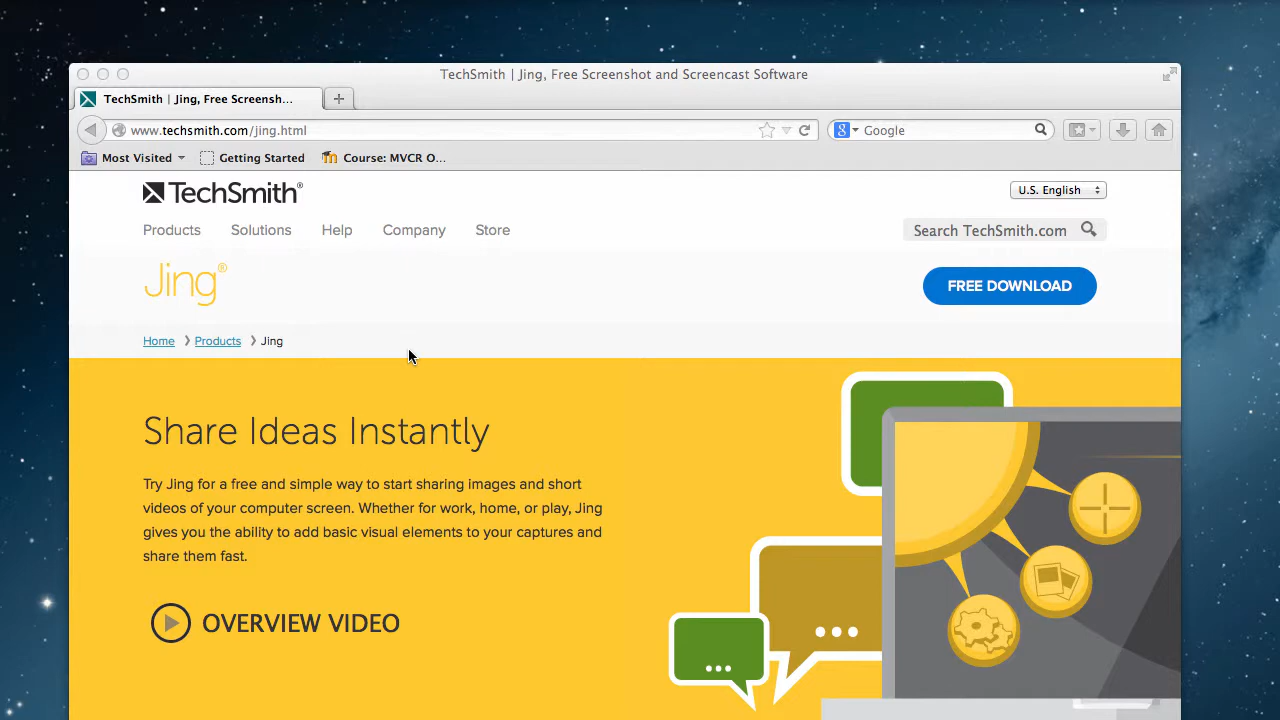 TechSmith | Jing, Free Screenshot and Screencast Software
TechSmith | Jing, Free Screensh...
www.techsmith.com/jing.html
Google
Most Visited
Getting Started
Course: MVCR O...
TechSmith®
U.S. English
Products Solutions Help Company Store
Search TechSmith.com
Jing®
FREE DOWNLOAD
Home Products Jing
Share Ideas Instantly
Try Jing for a free and simple way to start sharing images and short
videos of your computer screen. Whether for work, home, or play, Jing
gives you the ability to add basic visual elements to your captures and
share them fast.
OVERVIEW VIDEO